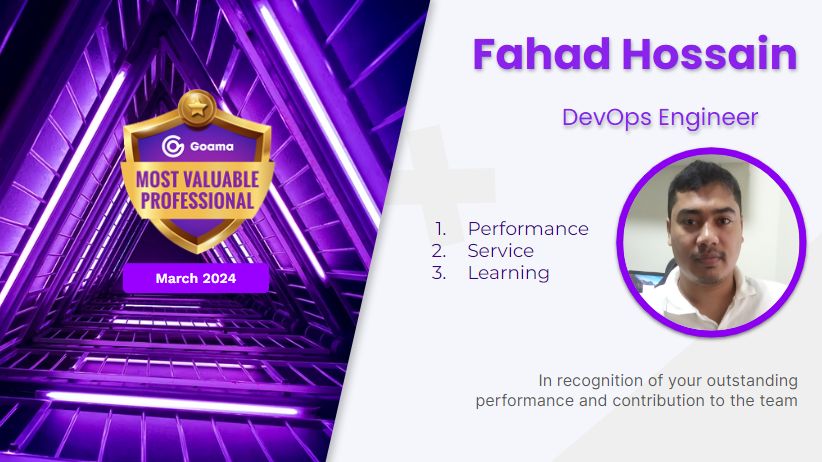 Goama
MOST VALUABLE
PROFESSIONAL
March 2024
Fahad Hossain
DevOps Engineer
1. Performance
2. Service
3. Learning
In recognition of your outstanding
performance and contribution to the team